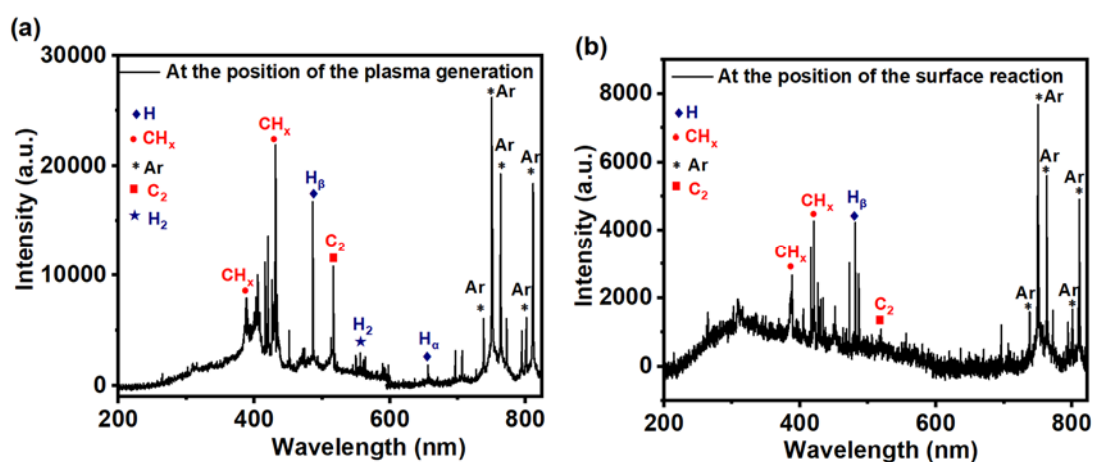 (a)
30000
20000
10000
0
Intensity (a.u.)
At the position of the plasma generation
♦ H
● CHₓ
* Ar
■ C₂
★ H₂
CHₓ
CHₓ
Hβ
C₂
H₂
Hα
Ar
*Ar
Ar
Ar
Ar
200 400 600 800
Wavelength (nm)
(b)
8000
6000
4000
2000
0
Intensity (a.u.)
At the position of the surface reaction
♦ H
● CHₓ
* Ar
■ C₂
CHₓ
CHₓ
Hβ
C₂
Ar
*Ar
Ar
Ar
Ar
200 400 600 800
Wavelength (nm)